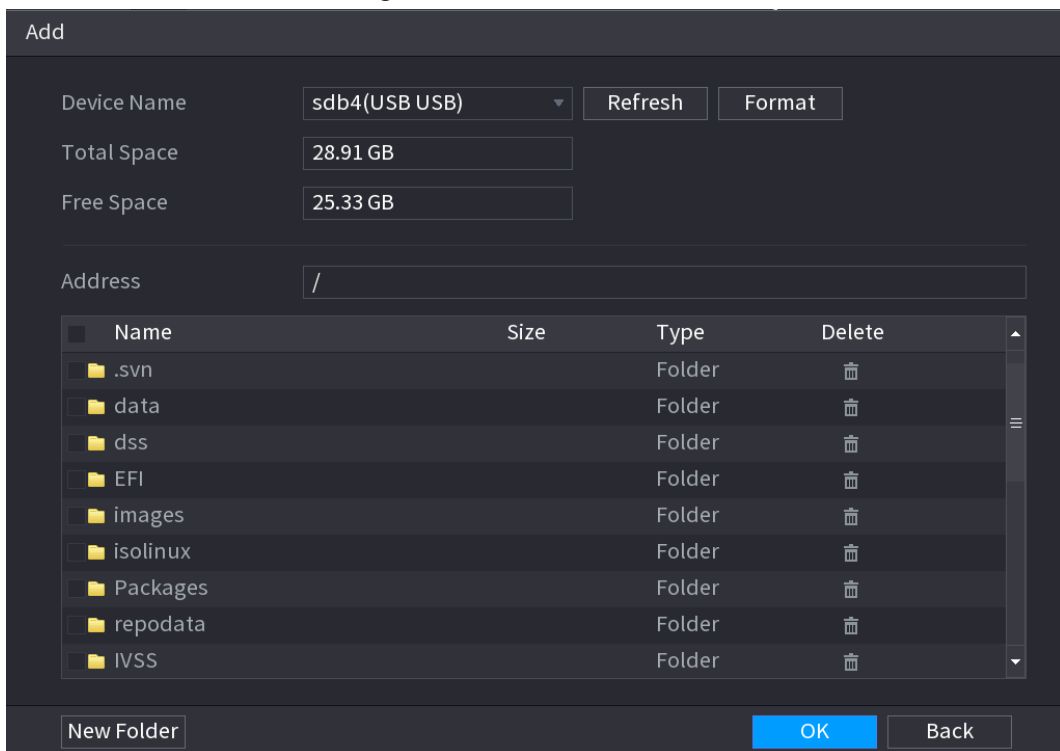 Add
Device Name sdb4(USB USB) Refresh Format
Total Space 28.91 GB
Free Space 25.33 GB
Address /
Name Size Type Delete
.svn Folder
data Folder
dss Folder
EFI Folder
images Folder
isolinux Folder
Packages Folder
repodata Folder
IVSS Folder
New Folder OK Back